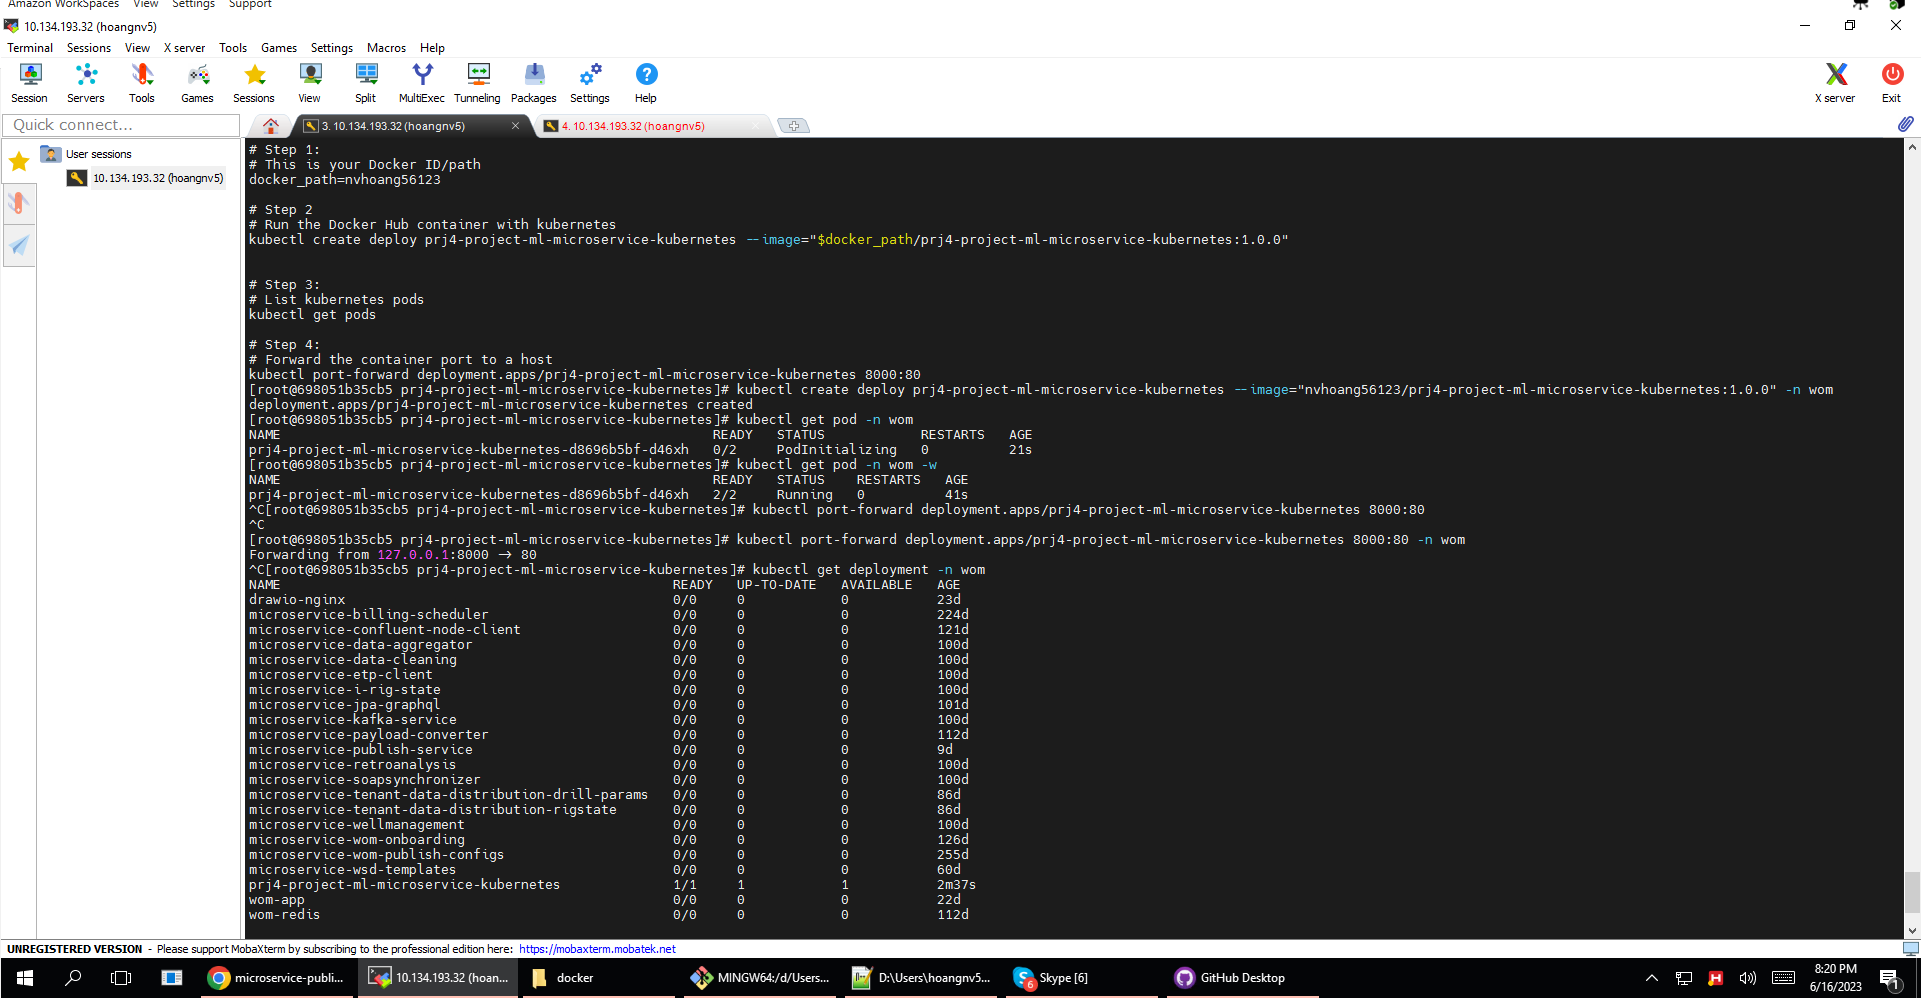 Amazon WorkSpaces View Settings Support
10.134.193.32 (hoangnv5)
Terminal Sessions View X server Tools Games Settings Macros Help
Session Servers Tools Games Sessions View Split MultiExec Tunneling Packages Settings Help X server Exit
Quick connect... 3. 10.134.193.32 (hoangnv5) 4. 10.134.193.32 (hoangnv5)
User sessions
10.134.193.32 (hoangnv5)
# Step 1:
# This is your Docker ID/path
docker_path=nvhoang56123
# Step 2
# Run the Docker Hub container with kubernetes
kubectl create deploy prj4-project-ml-microservice-kubernetes --image="$docker_path/prj4-project-ml-microservice-kubernetes:1.0.0"
# Step 3:
# List kubernetes pods
kubectl get pods
# Step 4:
# Forward the container port to a host
kubectl port-forward deployment.apps/prj4-project-ml-microservice-kubernetes 8000:80
[root@698051b35cb5 prj4-project-ml-microservice-kubernetes]# kubectl create deploy prj4-project-ml-microservice-kubernetes --image="nvhoang56123/prj4-project-ml-microservice-kubernetes:1.0.0" -n wom
deployment.apps/prj4-project-ml-microservice-kubernetes created
[root@698051b35cb5 prj4-project-ml-microservice-kubernetes]# kubectl get pod -n wom
NAME READY STATUS RESTARTS AGE
prj4-project-ml-microservice-kubernetes-d8696b5bf-d46xh 0/2 PodInitializing 0 21s
[root@698051b35cb5 prj4-project-ml-microservice-kubernetes]# kubectl get pod -n wom -w
NAME READY STATUS RESTARTS AGE
prj4-project-ml-microservice-kubernetes-d8696b5bf-d46xh 2/2 Running 0 41s
^C[root@698051b35cb5 prj4-project-ml-microservice-kubernetes]# kubectl port-forward deployment.apps/prj4-project-ml-microservice-kubernetes 8000:80
^C
[root@698051b35cb5 prj4-project-ml-microservice-kubernetes]# kubectl port-forward deployment.apps/prj4-project-ml-microservice-kubernetes 8000:80 -n wom
Forwarding from 127.0.0.1:8000 -> 80
^C[root@698051b35cb5 prj4-project-ml-microservice-kubernetes]# kubectl get deployment -n wom
NAME READY UP-TO-DATE AVAILABLE AGE
drawio-nginx 0/0 0 0 23d
microservice-billing-scheduler 0/0 0 0 224d
microservice-confluent-node-client 0/0 0 0 121d
microservice-data-aggregator 0/0 0 0 100d
microservice-data-cleaning 0/0 0 0 100d
microservice-etp-client 0/0 0 0 100d
microservice-i-rig-state 0/0 0 0 100d
microservice-jpa-graphql 0/0 0 0 101d
microservice-kafka-service 0/0 0 0 100d
microservice-payload-converter 0/0 0 0 112d
microservice-publish-service 0/0 0 0 9d
microservice-retroanalysis 0/0 0 0 100d
microservice-soapsynchronizer 0/0 0 0 100d
microservice-tenant-data-distribution-drill-params 0/0 0 0 86d
microservice-tenant-data-distribution-rigstate 0/0 0 0 86d
microservice-wellmanagement 0/0 0 0 100d
microservice-wom-onboarding 0/0 0 0 126d
microservice-wom-publish-configs 0/0 0 0 255d
microservice-wsd-templates 0/0 0 0 60d
prj4-project-ml-microservice-kubernetes 1/1 1 1 2m37s
wom-app 0/0 0 0 22d
wom-redis 0/0 0 0 112d
UNREGISTERED VERSION - Please support MobaXterm by subscribing to the professional edition here: https://mobaxterm.mobatek.net
microservice-publi... 10.134.193.32 (hoan... docker MINGW64:/d/Users... D:\Users\hoangnv5... 6 Skype [6] GitHub Desktop 8:20 PM
6/16/2023 1